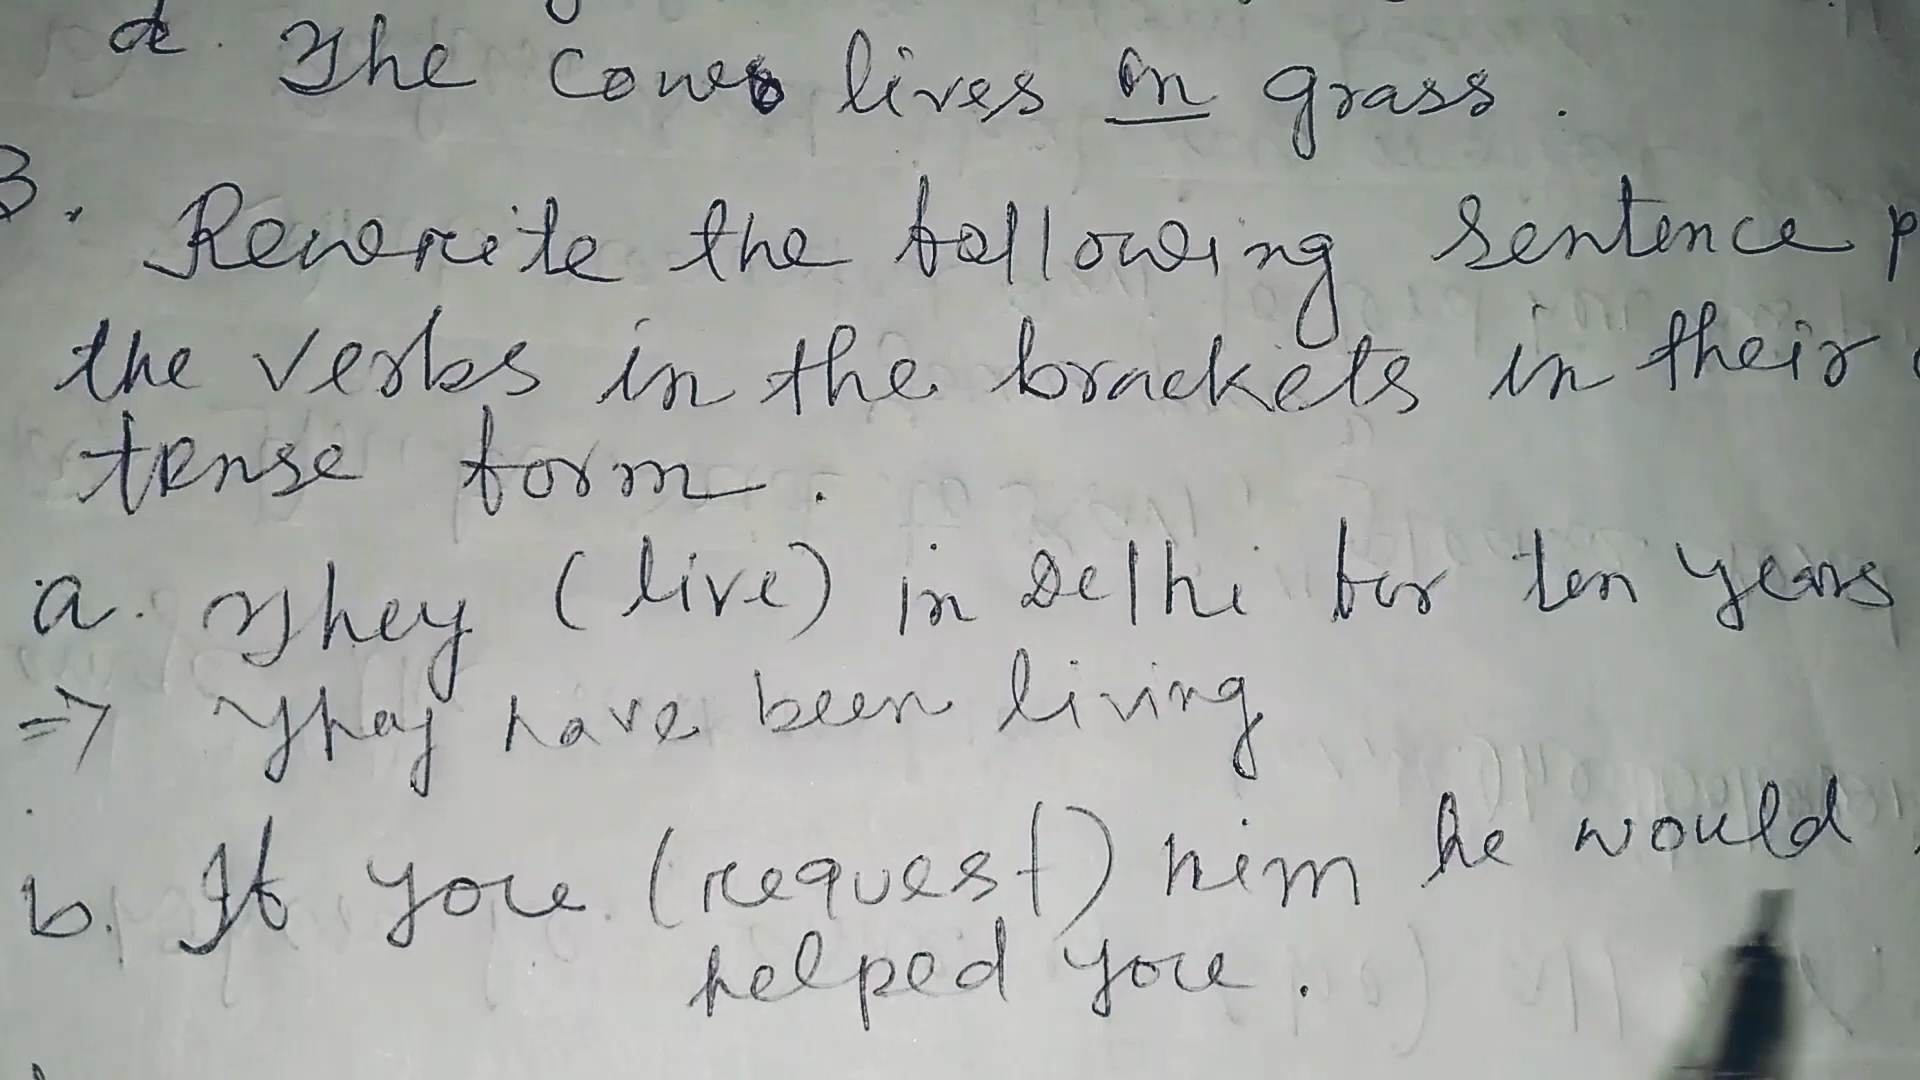 d. The cows lives on grass.
3. Rewrite the following sentence
the verbs in the brackets in their
tense form.
a. They (live) in Delhi for ten years
⇒ They have been living
b. If you (request) him he would
helped you.